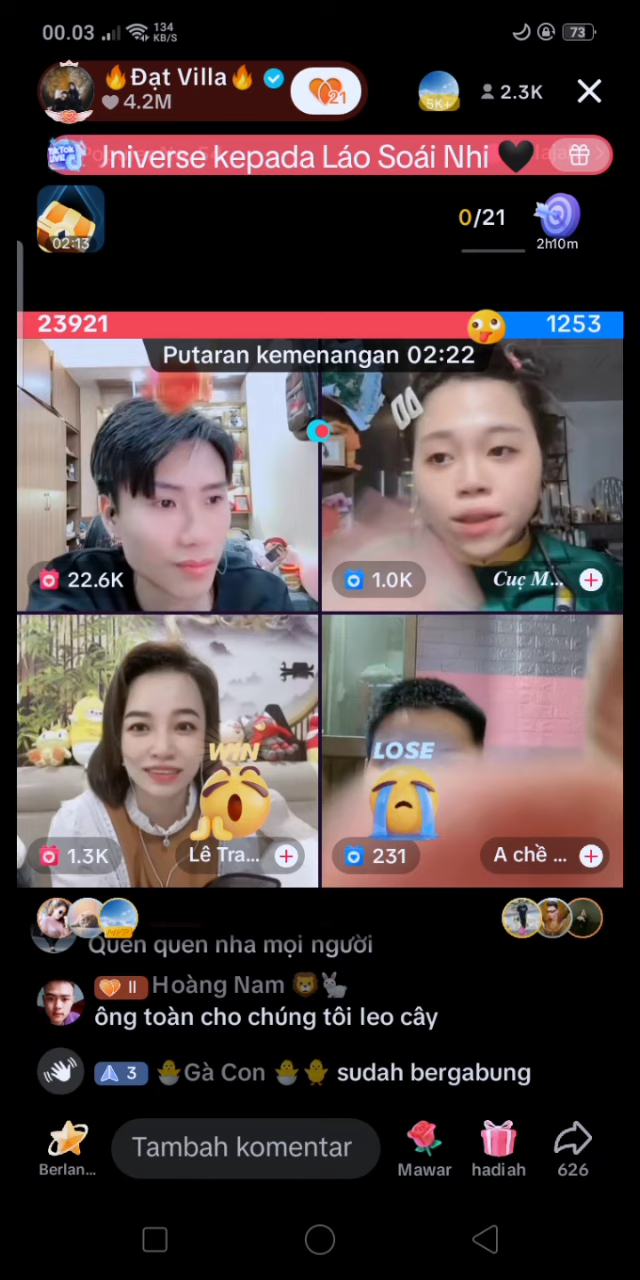 00.03
134
KB/S
73
🔥Đạt Villa🔥
4.2M
21
5K+
2.3K
Jniverse kepada Láo Soái Nhi 🖤
02:13
0/21
2h10m
23921
1253
Putaran kemenangan 02:22
22.6K
1.0K
Cuç M...
WIN
LOSE
1.3K
Lê Tra...
231
A chề ...
Quen quen nha mọi người
II Hoàng Nam 🦁🐇
ông toàn cho chúng tôi leo cây
3 🐣Gà Con 🐣🐥 sudah bergabung
Berlan...
Tambah komentar
Mawar
hadiah
626